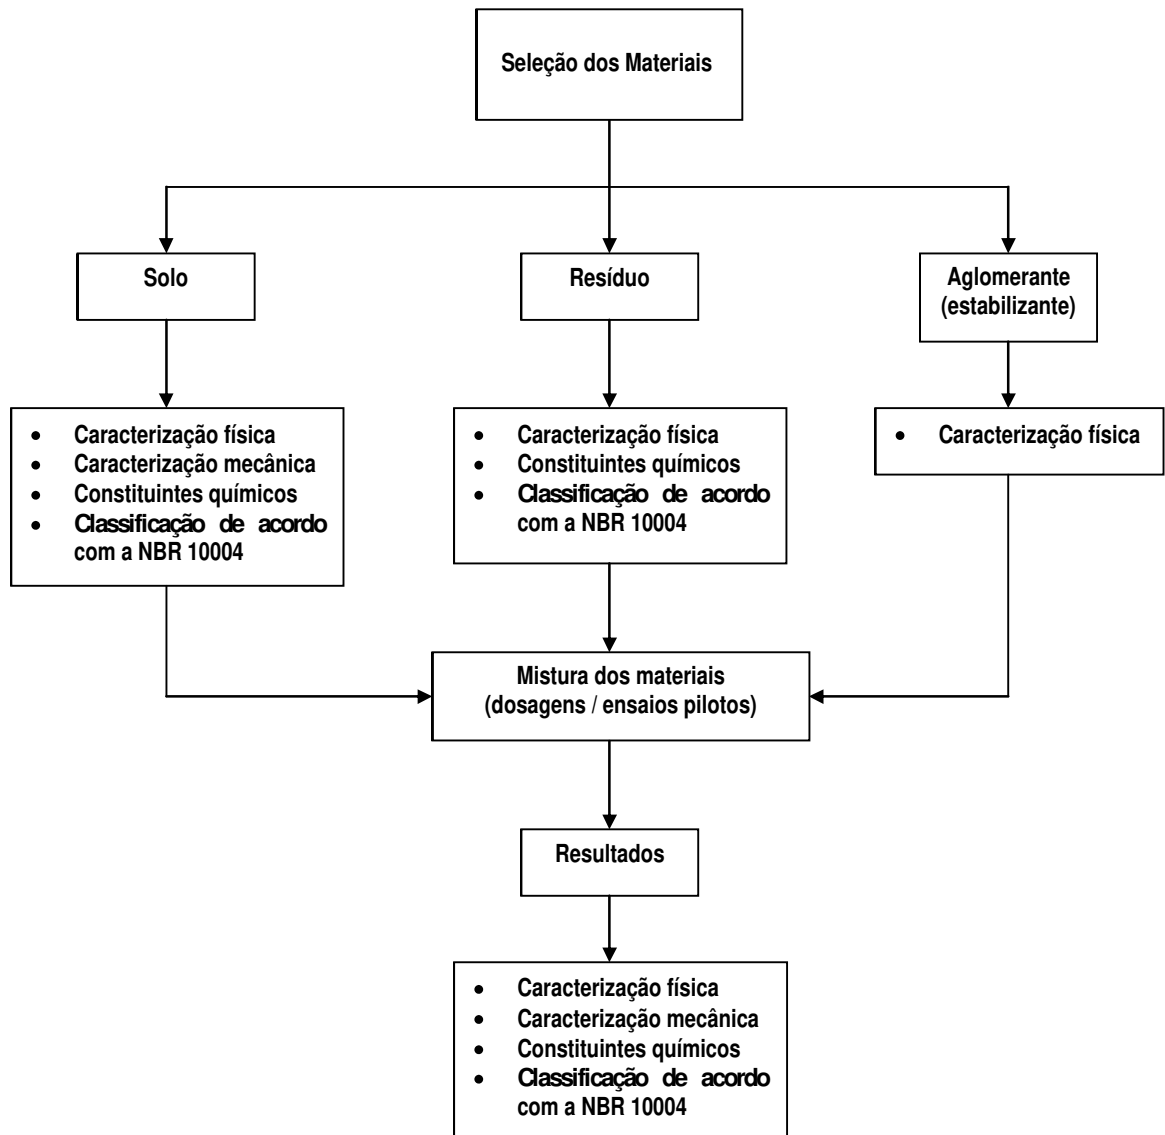 Seleção dos Materiais
Solo
Resíduo
Aglomerante
(estabilizante)
• Caracterização física
• Caracterização mecânica
• Constituintes químicos
• Classificação de acordo
com a NBR 10004
• Caracterização física
• Constituintes químicos
• Classificação de acordo
com a NBR 10004
• Caracterização física
Mistura dos materiais
(dosagens / ensaios pilotos)
Resultados
• Caracterização física
• Caracterização mecânica
• Constituintes químicos
• Classificação de acordo
com a NBR 10004